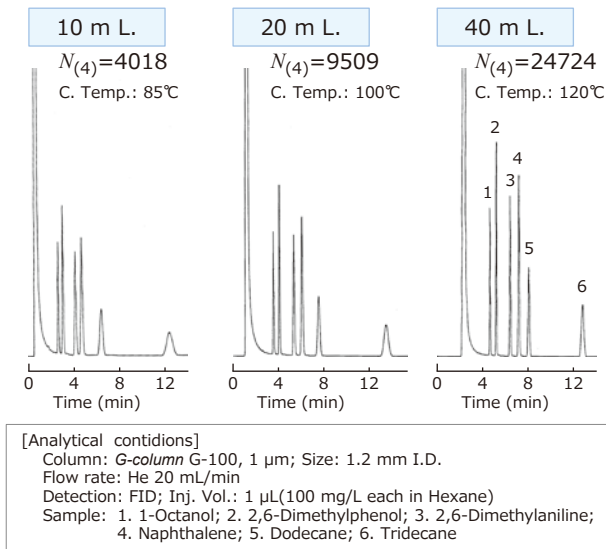 10 m L.
20 m L.
40 m L.
N(4)=4018
N(4)=9509
N(4)=24724
C. Temp.: 85℃
C. Temp.: 100℃
C. Temp.: 120℃
2
4
3
1
5
6
0 4 8 12
0 4 8 12
0 4 8 12
Time (min)
Time (min)
Time (min)
[Analytical contidions]
Column: G-column G-100, 1 µm; Size: 1.2 mm I.D.
Flow rate: He 20 mL/min
Detection: FID; Inj. Vol.: 1 µL(100 mg/L each in Hexane)
Sample: 1. 1-Octanol; 2. 2,6-Dimethylphenol; 3. 2,6-Dimethylaniline;
4. Naphthalene; 5. Dodecane; 6. Tridecane